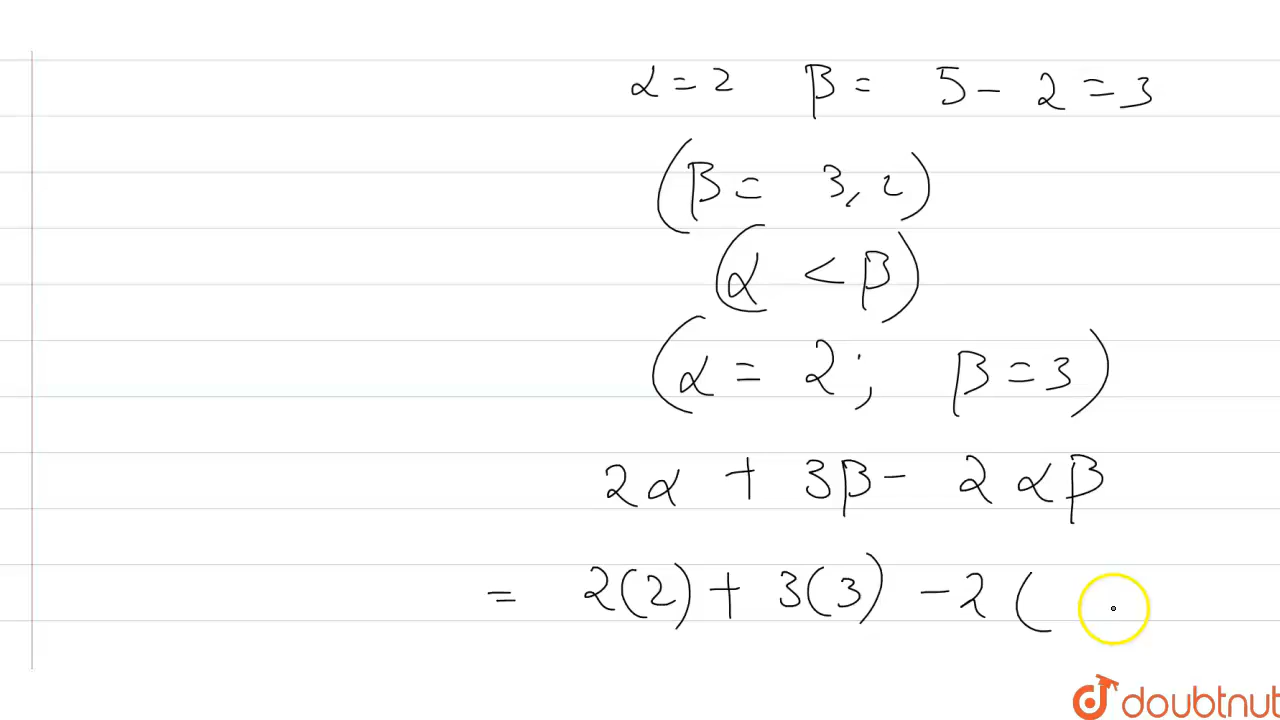 α = 2 β = 5 - 2 = 3
(β = 3, 2)
(α < β)
(α = 2; β = 3)
2α + 3β - 2αβ
= 2(2) + 3(3) - 2(
doubtnut